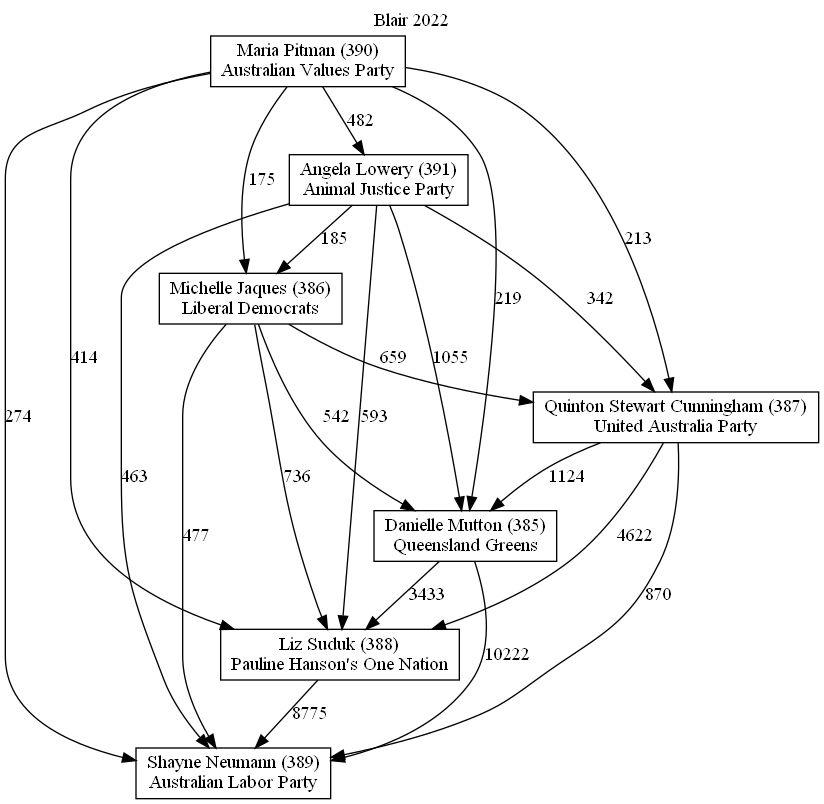 Blair 2022
Maria Pitman (390)
Australian Values Party
482
175
Angela Lowery (391)
Animal Justice Party
213
185
Michelle Jaques (386)
Liberal Democrats
219
342
414
659
1055
274
542
593
Quinton Stewart Cunningham (387)
United Australia Party
463
736
1124
477
Danielle Mutton (385)
Queensland Greens
4622
3433
870
Liz Suduk (388)
Pauline Hanson's One Nation
10222
8775
Shayne Neumann (389)
Australian Labor Party